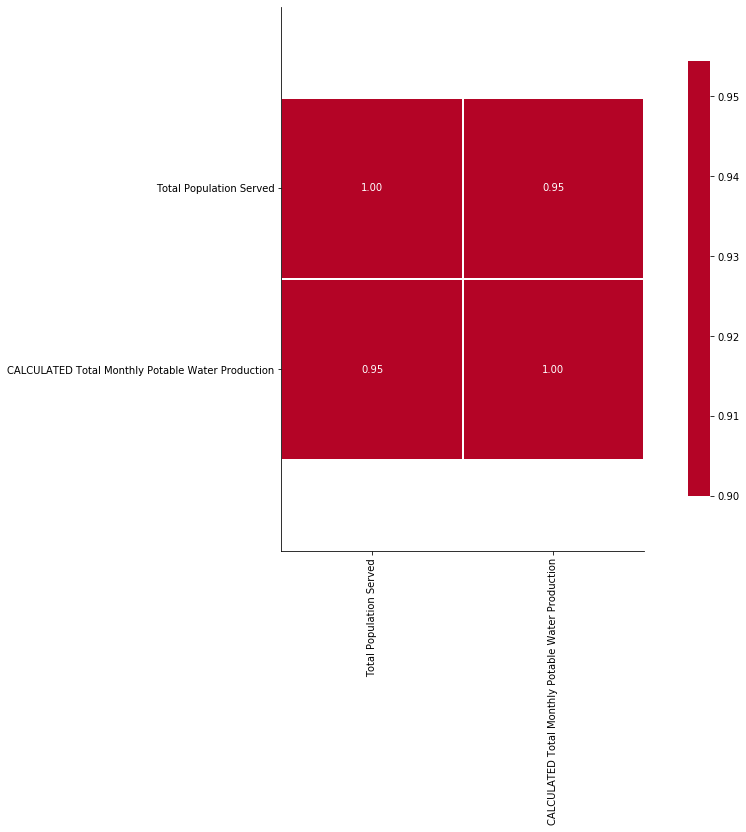 Total Population Served
1.00
0.95
CALCULATED Total Monthly Potable Water Production
0.95
1.00
Total Population Served
CALCULATED Total Monthly Potable Water Production
0.95
0.94
0.93
0.92
0.91
0.90